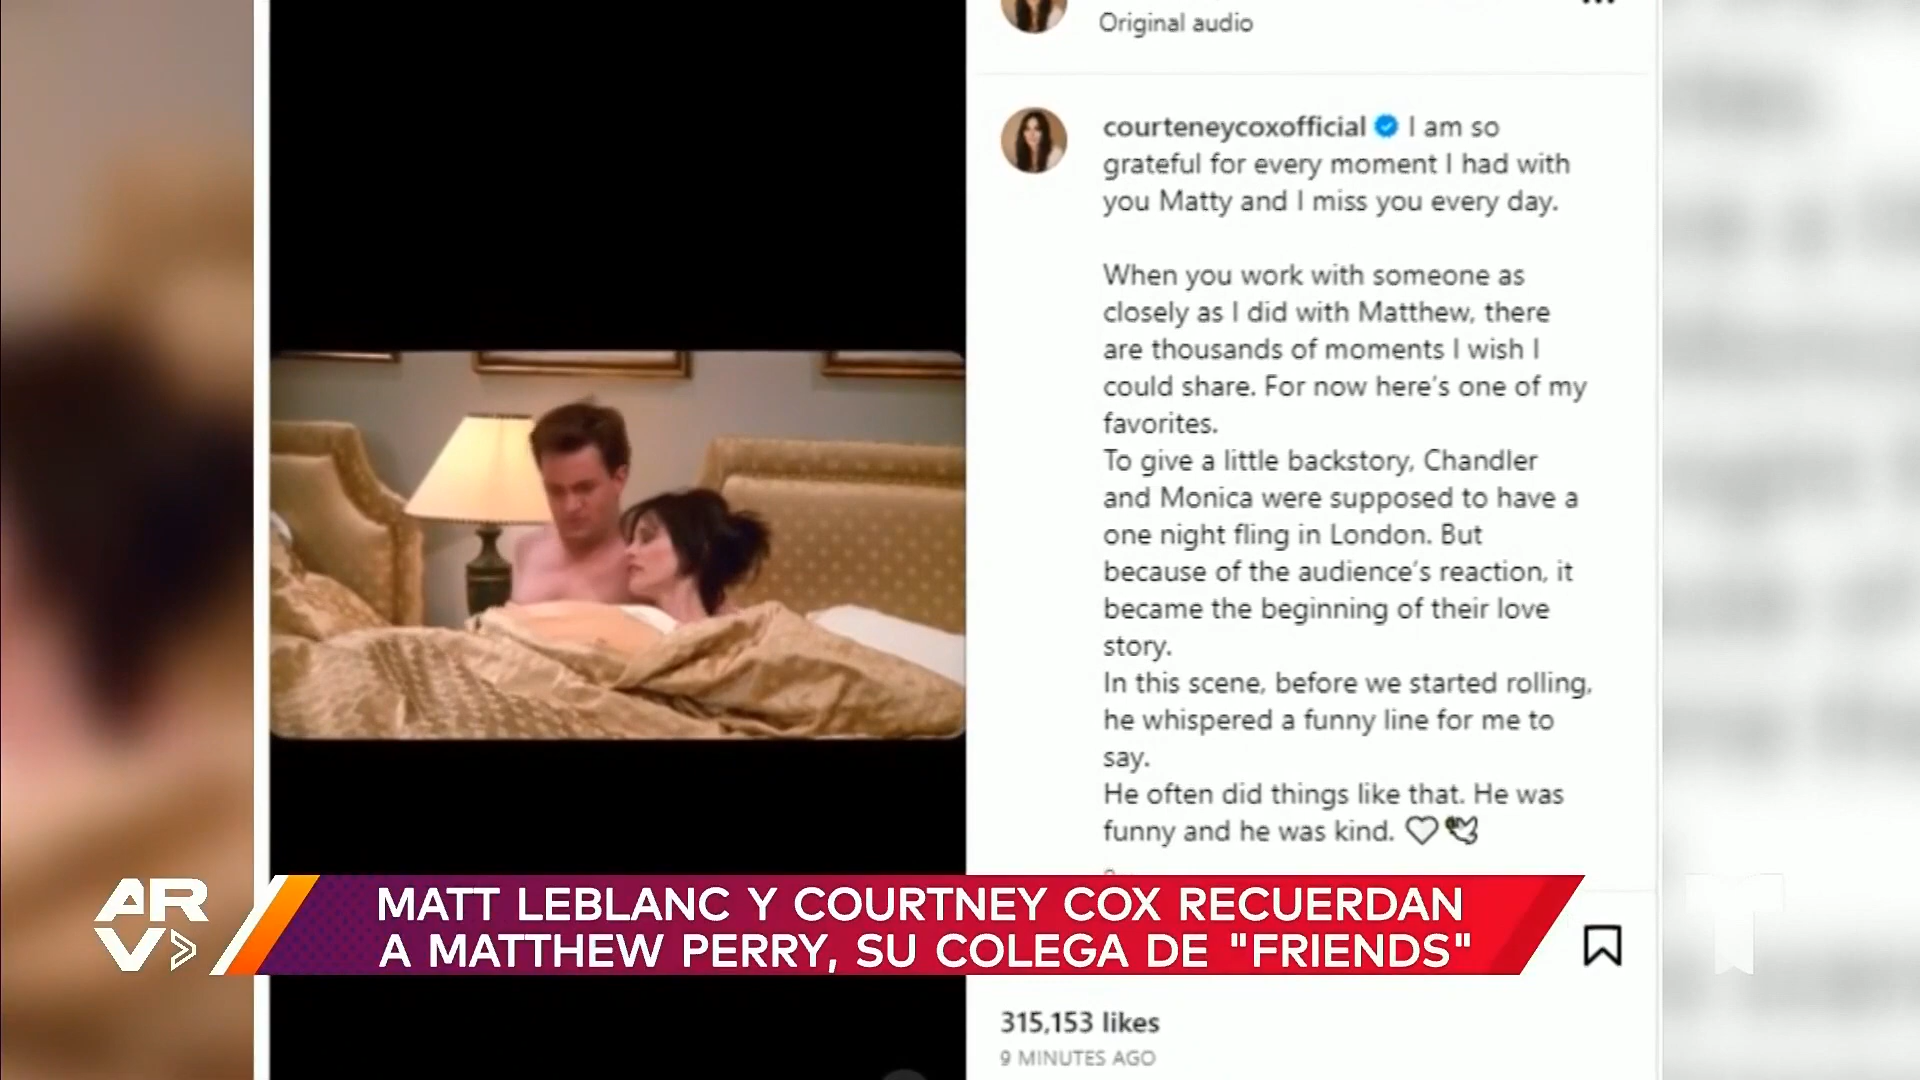 Original audio
courteneycoxofficial I am so
grateful for every moment I had with
you Matty and I miss you every day.
When you work with someone as
closely as I did with Matthew, there
are thousands of moments I wish I
could share. For now here's one of my
favorites.
To give a little backstory, Chandler
and Monica were supposed to have a
one night fling in London. But
because of the audience's reaction, it
became the beginning of their love
story.
In this scene, before we started rolling,
he whispered a funny line for me to
say.
He often did things like that. He was
funny and he was kind. 🤍🕊
ARV
MATT LEBLANC Y COURTNEY COX RECUERDAN
A MATTHEW PERRY, SU COLEGA DE "FRIENDS"
315,153 likes
9 MINUTES AGO